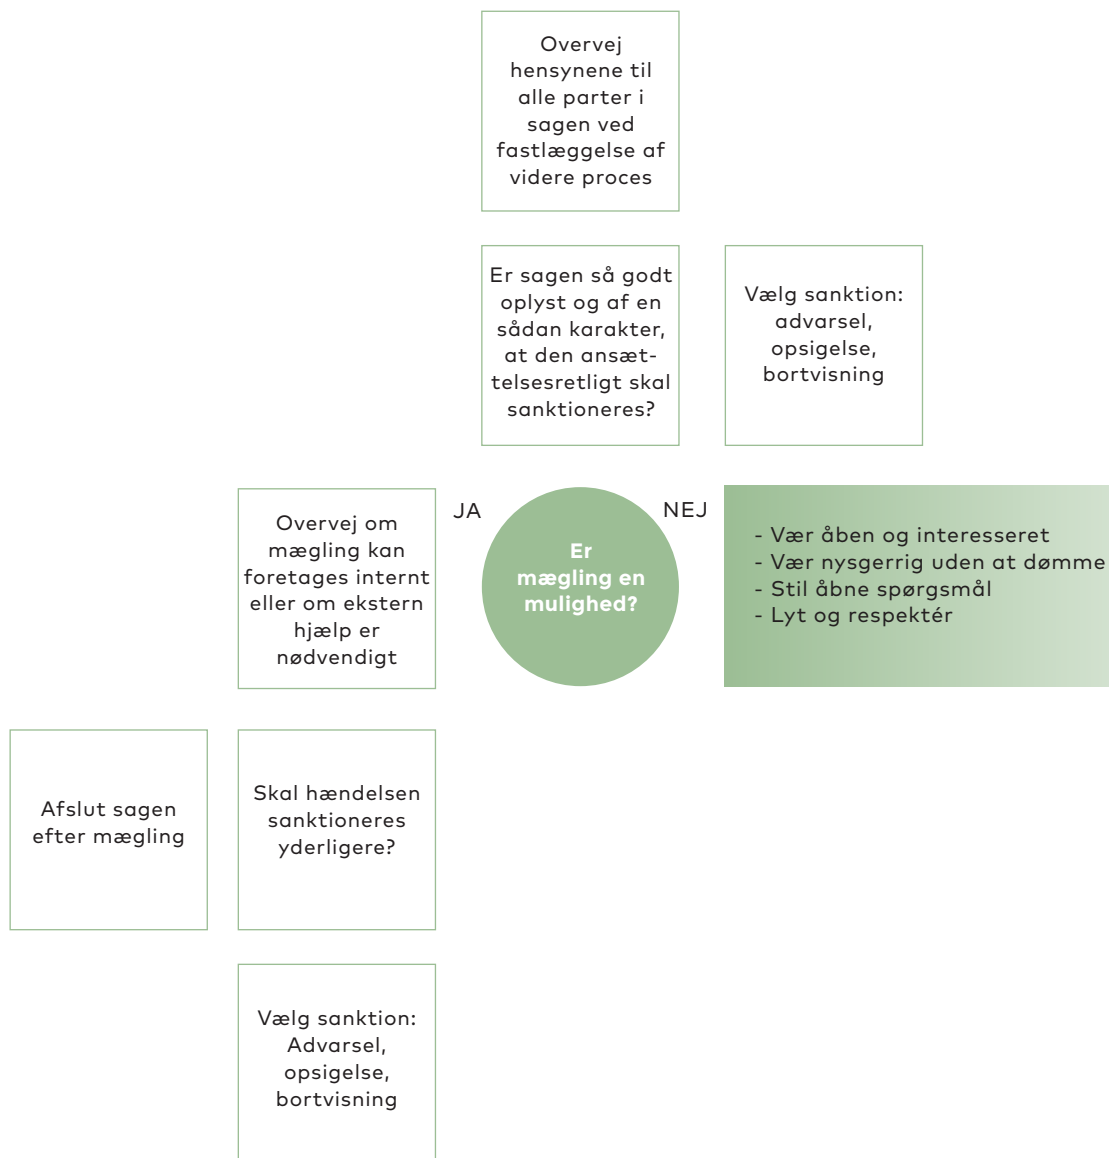 Overvej
hensynene til
alle parter i
sagen ved
fastlæggelse af
videre proces
Er sagen så godt
oplyst og af en
sådan karakter,
at den ansæt-
telsesretligt skal
sanktioneres?
Vælg sanktion:
advarsel,
opsigelse,
bortvisning
Overvej om
mægling kan
foretages internt
eller om ekstern
hjælp er
nødvendigt
JA
Er
mægling en
mulighed?
NEJ
- Vær åben og interesseret
- Vær nysgerrig uden at dømme
- Stil åbne spørgsmål
- Lyt og respektér
Afslut sagen
efter mægling
Skal hændelsen
sanktioneres
yderligere?
Vælg sanktion:
Advarsel,
opsigelse,
bortvisning